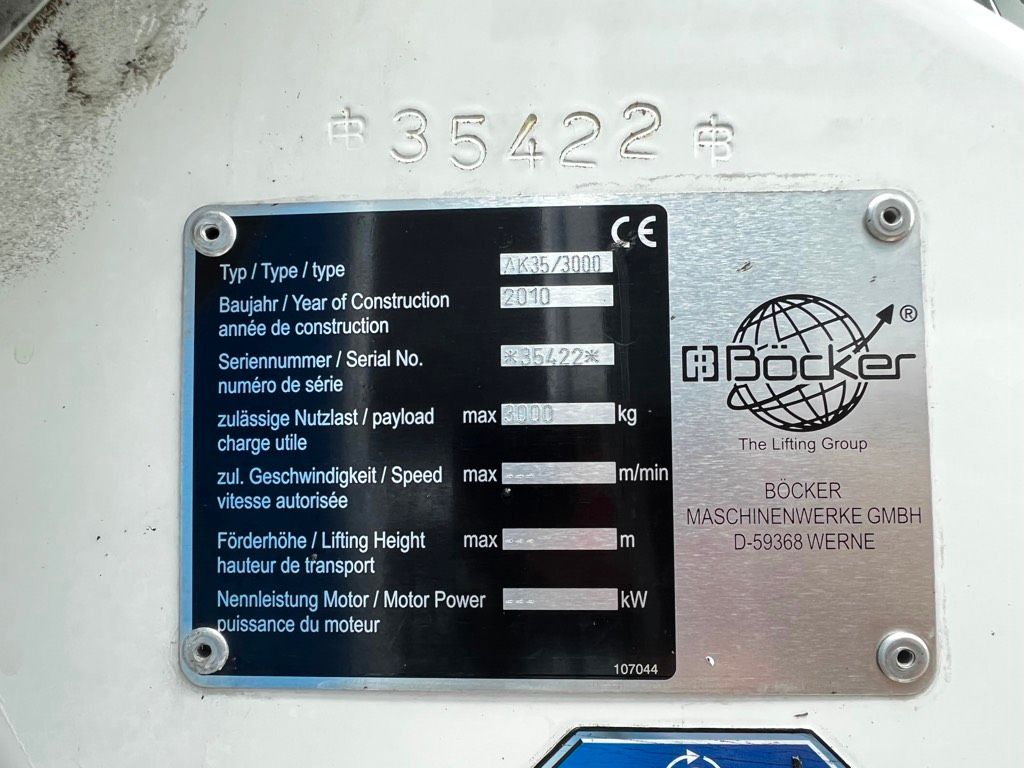 35422
CE
Typ / Type / type AK35/3000
Baujahr / Year of Construction 2010
année de construction
Seriennummer / Serial No. *35422*
numéro de série
zulässige Nutzlast / payload max 3000 kg
charge utile
zul. Geschwindigkeit / Speed max --- m/min
vitesse autorisée
Förderhöhe / Lifting Height max --- m
hauteur de transport
Nennleistung Motor / Motor Power --- kW
puissance du moteur
107044
Böcker ®
The Lifting Group
BÖCKER
MASCHINENWERKE GMBH
D-59368 WERNE